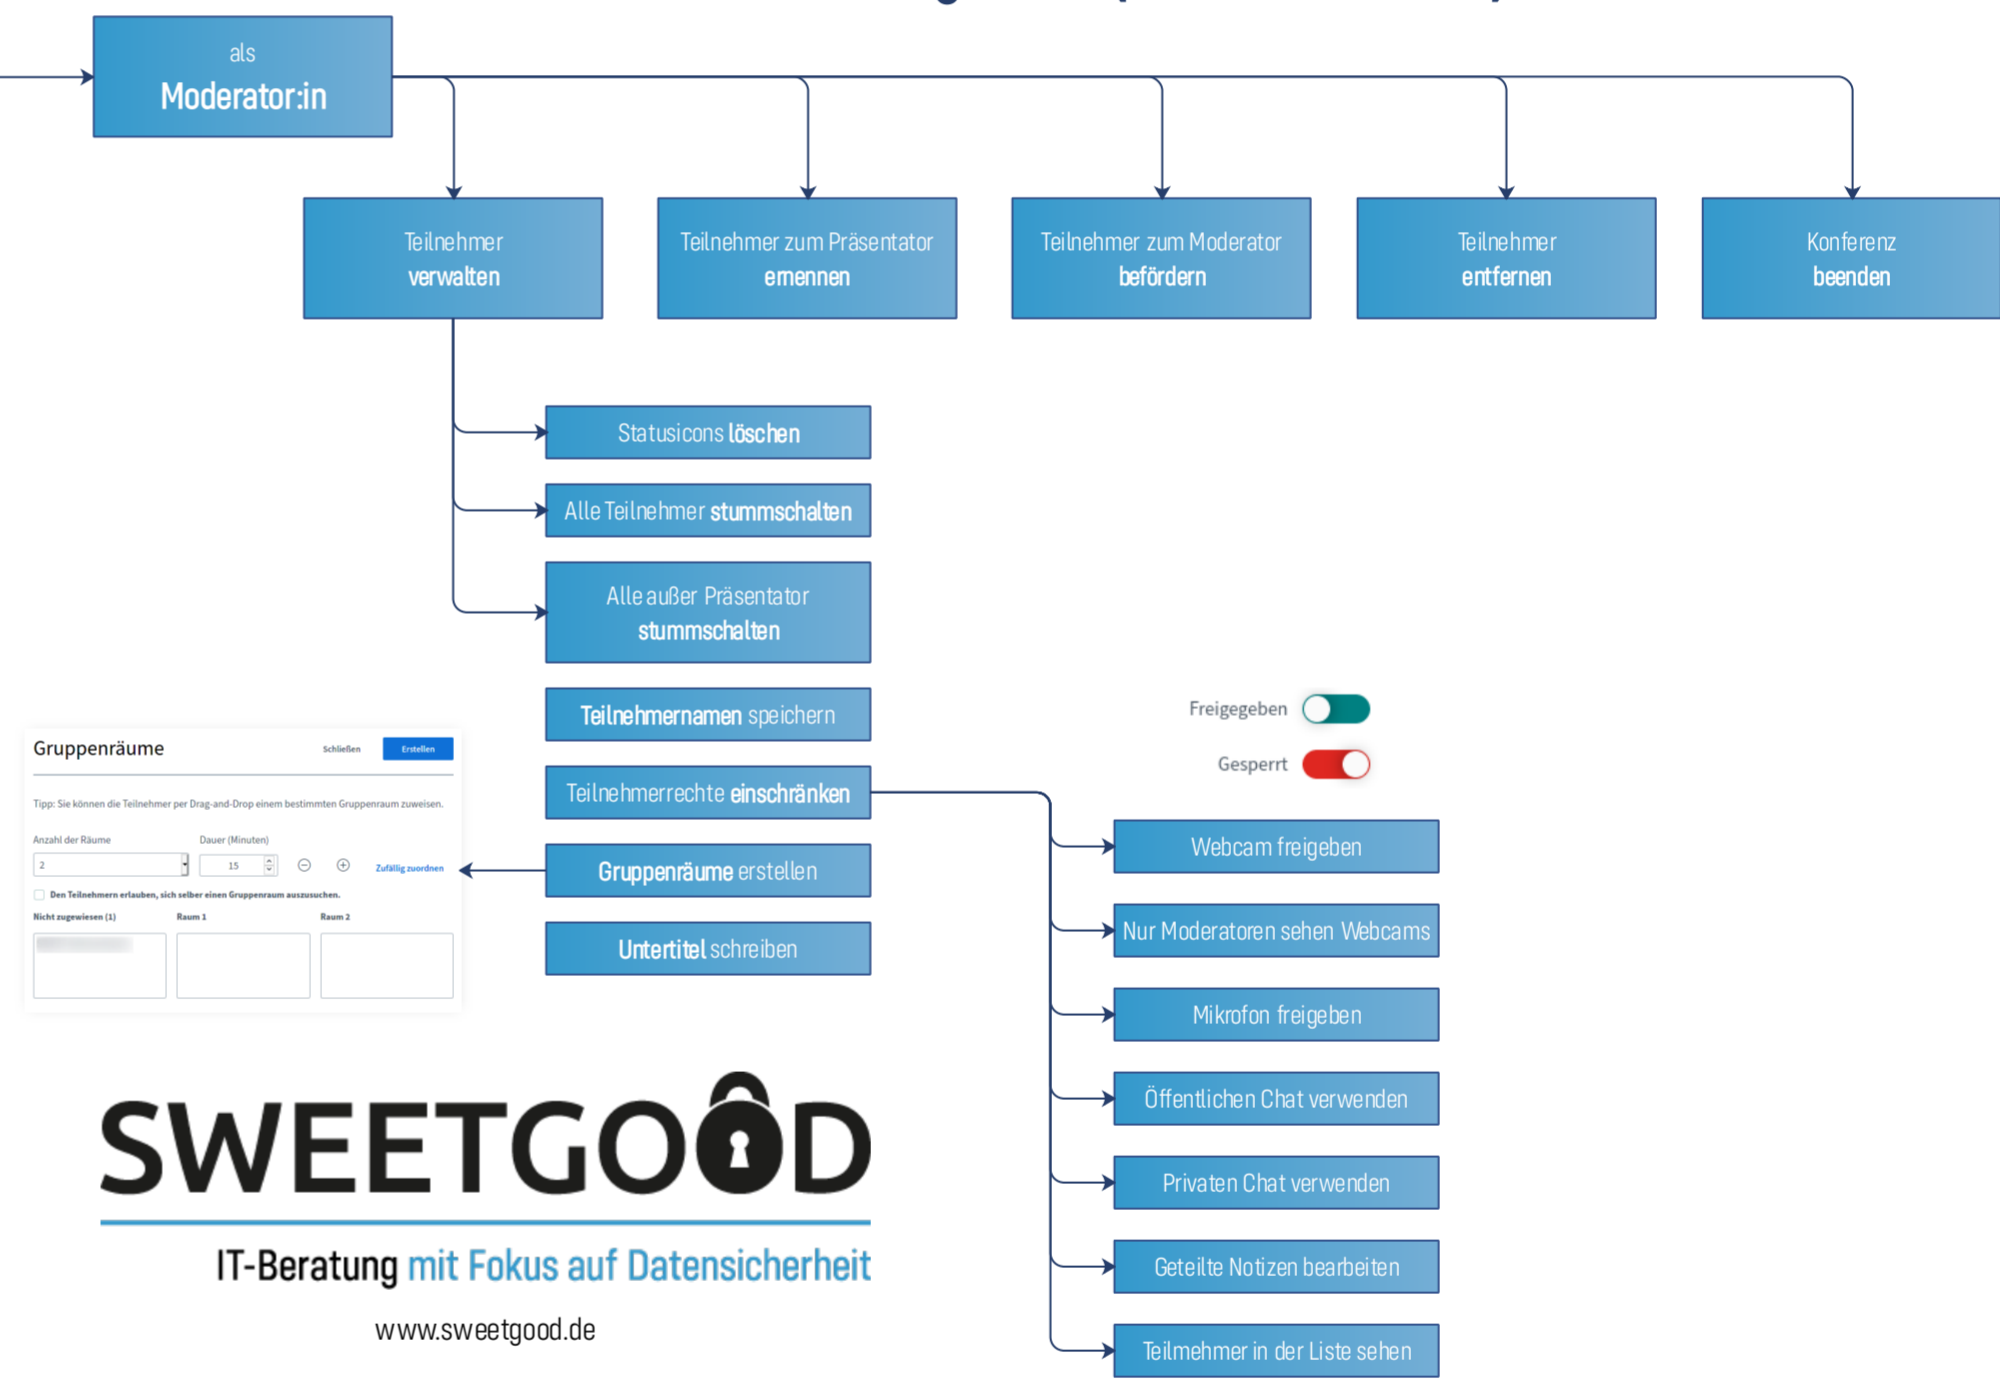 als
Moderator:in
Teilnehmer
verwalten
Teilnehmer zum Präsentator
ernennen
Teilnehmer zum Moderator
befördern
Teilnehmer
entfernen
Konferenz
beenden
Statusicons löschen
Alle Teilnehmer stummschalten
Alle außer Präsentator
stummschalten
Teilnehmernamen speichern
Teilnehmerrechte einschränken
Gruppenräume erstellen
Untertitel schreiben
Gruppenräume
Schließen
Erstellen
Tipp: Sie können die Teilnehmer per Drag-and-Drop einem bestimmten Gruppenraum zuweisen.
Anzahl der Räume
Dauer (Minuten)
2
15
Zufällig zuordnen
Den Teilnehmern erlauben, sich selber einen Gruppenraum auszusuchen.
Nicht zugewiesen (1)
Raum 1
Raum 2
Freigegeben
Gesperrt
Webcam freigeben
Nur Moderatoren sehen Webcams
Mikrofon freigeben
Öffentlichen Chat verwenden
Privaten Chat verwenden
Geteilte Notizen bearbeiten
Teilmehmer in der Liste sehen
SWEETGOOD
IT-Beratung mit Fokus auf Datensicherheit
www.sweetgood.de